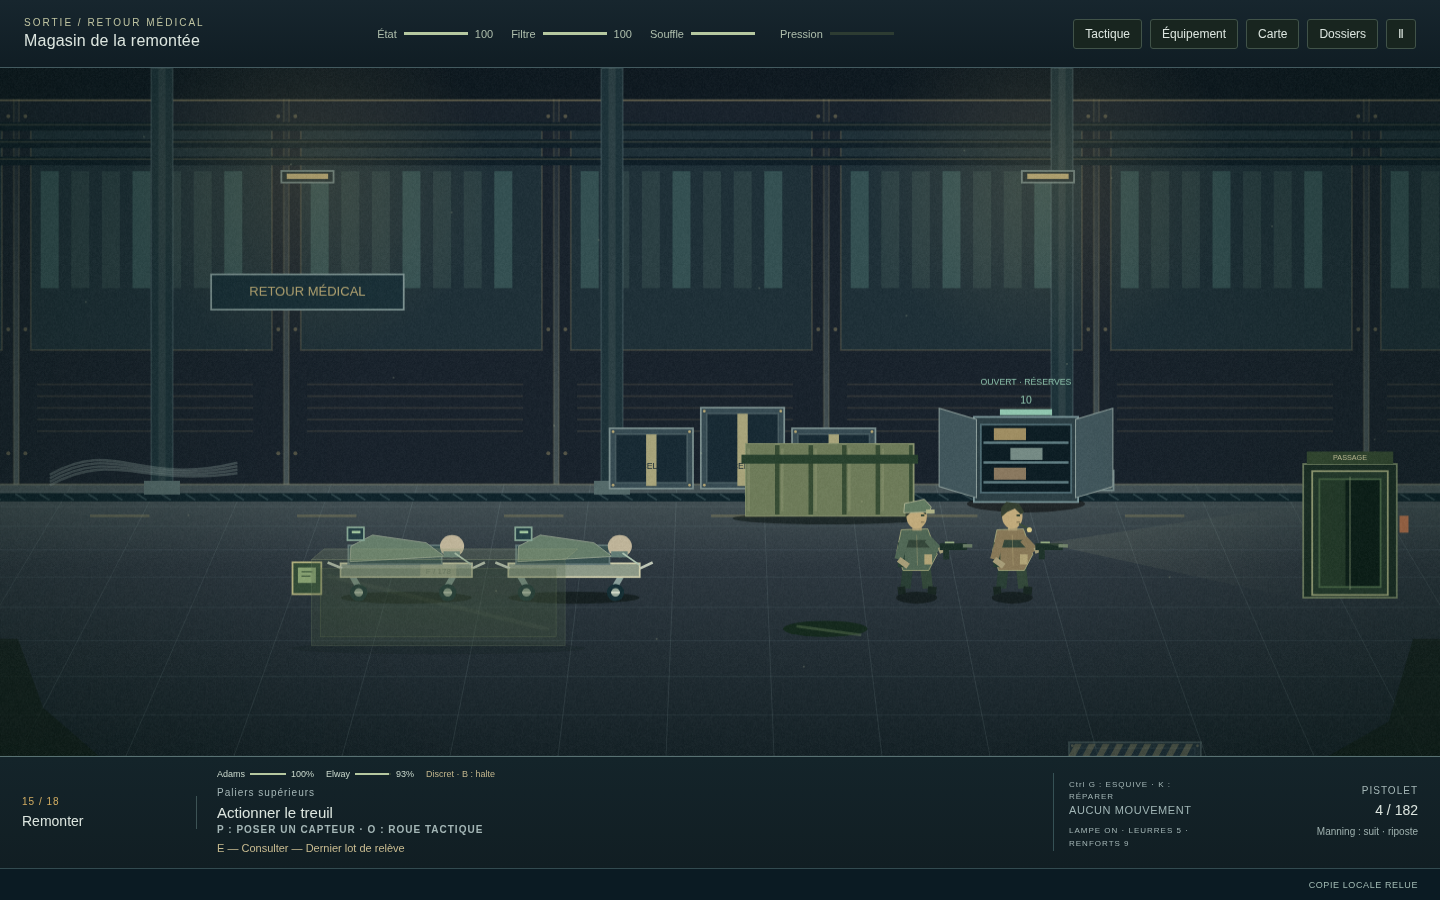 SORTIE / RETOUR MÉDICAL
Magasin de la remontée
État 100 Filtre 100 Souffle Pression
Tactique Équipement Carte Dossiers II
RETOUR MÉDICAL
OUVERT · RÉSERVES
10
PASSAGE
15 / 18
Remonter
Adams 100% Elway 93% Discret · B : halte
Paliers supérieurs
Actionner le treuil
P : POSER UN CAPTEUR · O : ROUE TACTIQUE
E — Consulter — Dernier lot de relève
Ctrl G : ESQUIVE · K :
RÉPARER
AUCUN MOUVEMENT
LAMPE ON · LEURRES 5 ·
RENFORTS 9
PISTOLET
4 / 182
Manning : suit · riposte
COPIE LOCALE RELUE